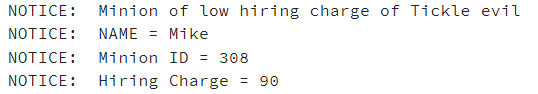 NOTICE:  Minion of low hiring charge of Tickle evil
NOTICE:  NAME = Mike
NOTICE:  Minion ID = 308
NOTICE:  Hiring Charge = 90